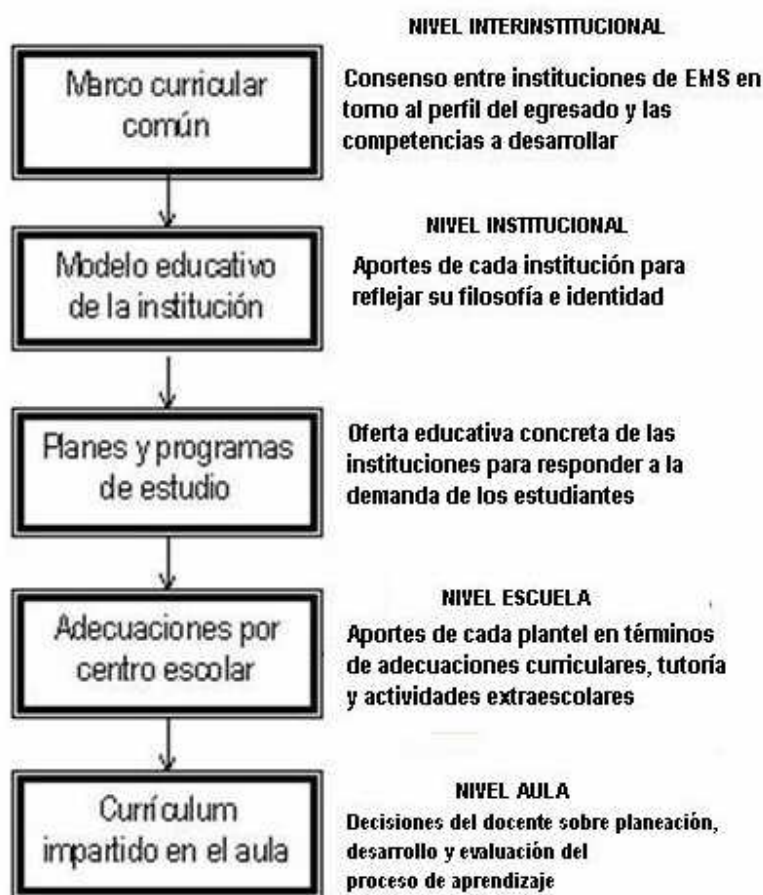 NIVEL INTERINSTITUCIONAL
Marco curricular
común
Consenso entre instituciones de EMS en
torno al perfil del egresado y las
competencias a desarrollar
NIVEL INSTITUCIONAL
Modelo educativo
de la institución
Aportes de cada institución para
reflejar su filosofía e identidad
Planes y programas
de estudio
Oferta educativa concreta de las
instituciones para responder a la
demanda de los estudiantes
NIVEL ESCUELA
Adecuaciones por
centro escolar
Aportes de cada plantel en términos
de adecuaciones curriculares, tutoría
y actividades extraescolares
NIVEL AULA
Currículum
impartido en el aula
Decisiones del docente sobre planeación,
desarrollo y evaluación del
proceso de aprendizaje